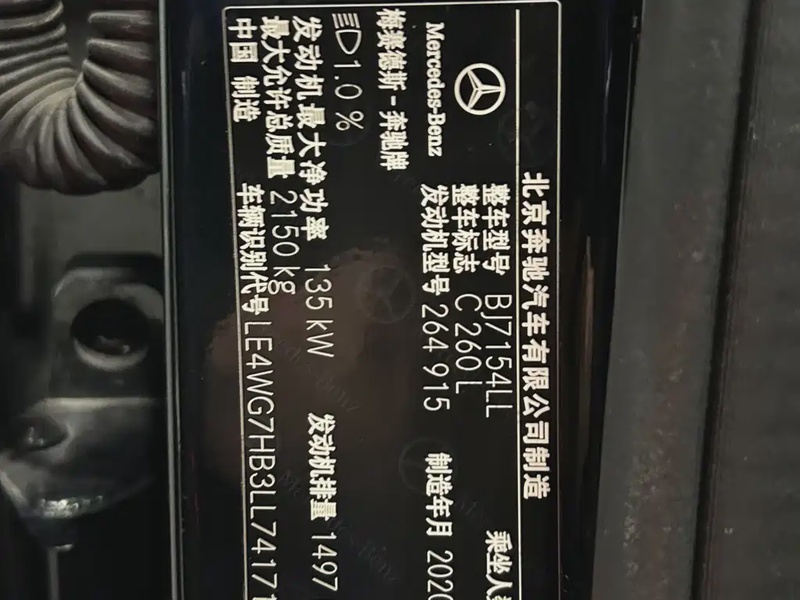 北京奔驰汽车有限公司制造
Mercedes-Benz
梅赛德斯-奔驰牌
整车型号 BJ7154LL
乘坐人
整车标志 C 260 L
发动机型号 264 915
制造年月 2020
1.0 %
发动机最大净功率 135 kW
发动机排量 1497
最大允许总质量 2150 kg
中国 制造
车辆识别代号 LE4WG7HB3LL74171